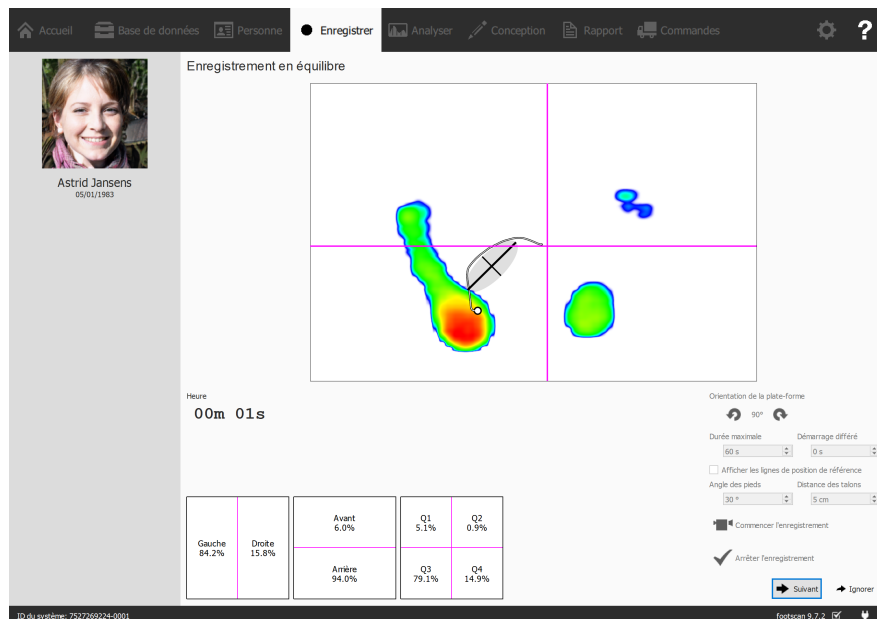 Accueil Base de données Personne Enregistrer Analyser Conception Rapport Commandes ?
Enregistrement en équilibre
Astrid Jansens
05/01/1983
Heure
00m 01s
Orientation de la plate-forme
90°
Durée maximale Démarrage différé
60 s 0 s
Afficher les lignes de position de référence
Angle des pieds Distance des talons
30 ° 5 cm
Commencer l'enregistrement
Arrêter l'enregistrement
Gauche
84.2%
Droite
15.8%
Avant
6.0%
Arrière
94.0%
Q1
5.1%
Q2
0.9%
Q3
79.1%
Q4
14.9%
Suivant Ignorer
ID du système: 7527269224-0001 footscan 9.7.2